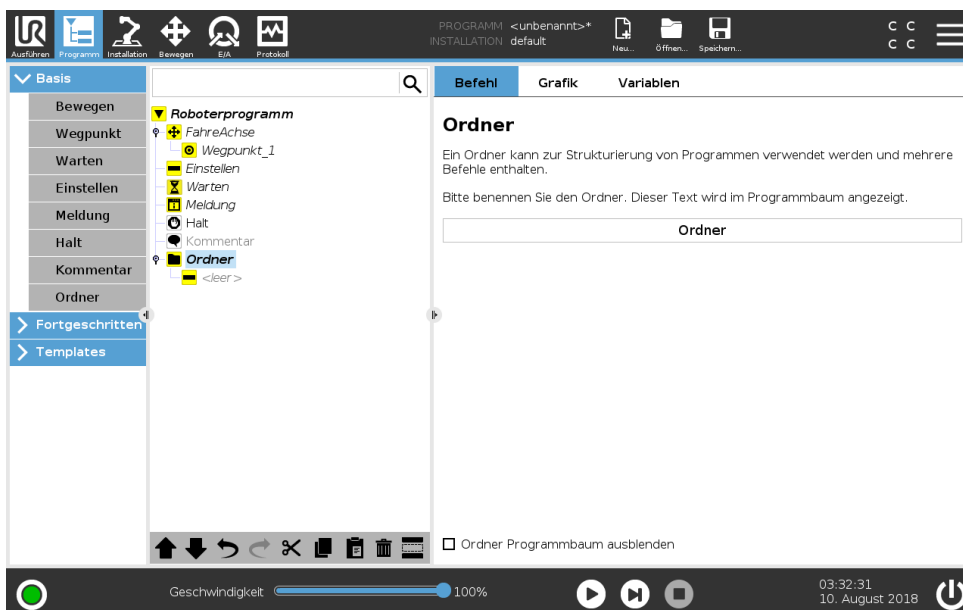 UR
PROGRAMM <unbenannt>*
INSTALLATION default
C C
C C
Ausführen Programm Installation Bewegen E/A Protokoll Neu... Öffnen... Speichern...
Basis
Bewegen
Wegpunkt
Warten
Einstellen
Meldung
Halt
Kommentar
Ordner
Fortgeschritten
Templates
Roboterprogramm
FahreAchse
Wegpunkt_1
Einstellen
Warten
Meldung
Halt
Kommentar
Ordner
<leer>
Befehl Grafik Variablen
Ordner
Ein Ordner kann zur Strukturierung von Programmen verwendet werden und mehrere
Befehle enthalten.
Bitte benennen Sie den Ordner. Dieser Text wird im Programmbaum angezeigt.
Ordner
Ordner Programmbaum ausblenden
Geschwindigkeit 100%
03:32:31
10. August 2018